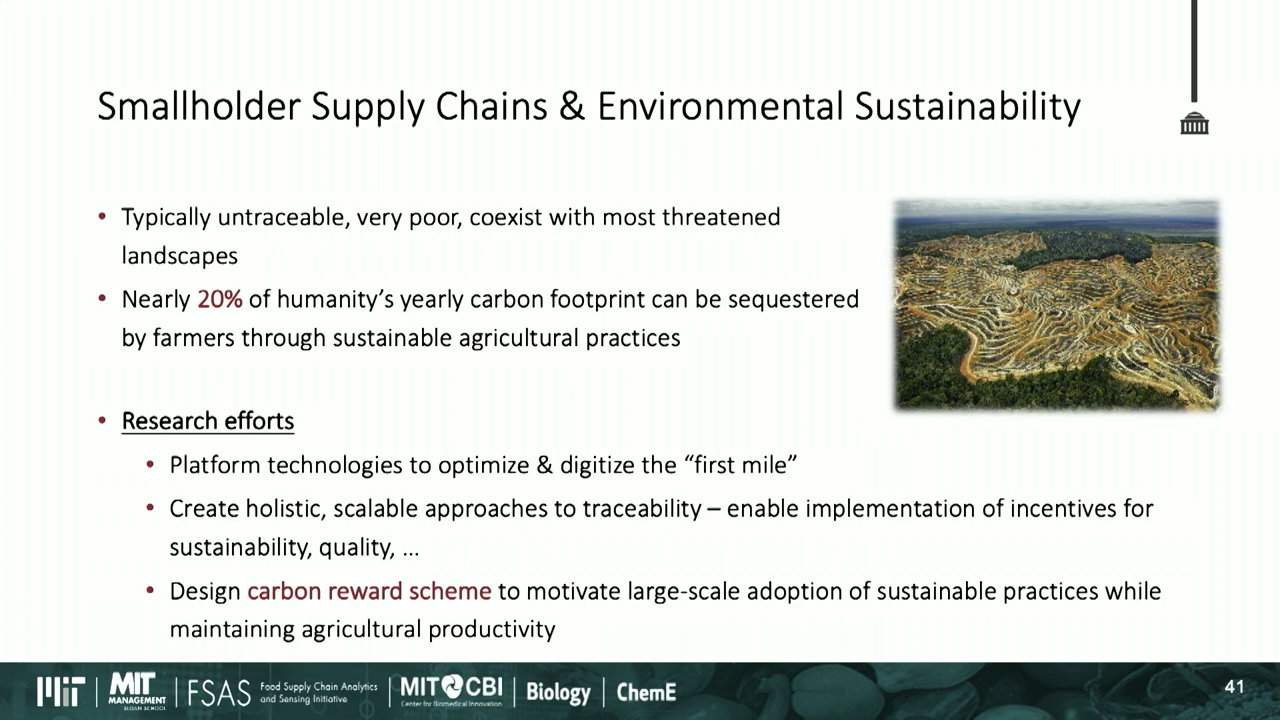 Smallholder Supply Chains & Environmental Sustainability
• Typically untraceable, very poor, coexist with most threatened
landscapes
• Nearly 20% of humanity’s yearly carbon footprint can be sequestered
by farmers through sustainable agricultural practices
• Research efforts
• Platform technologies to optimize & digitize the “first mile”
• Create holistic, scalable approaches to traceability – enable implementation of incentives for
sustainability, quality, …
• Design carbon reward scheme to motivate large-scale adoption of sustainable practices while
maintaining agricultural productivity
MIT
MIT
MANAGEMENT
SLOAN SCHOOL
FSAS
Food Supply Chain Analytics
and Sensing Initiative
MIT CBI
Center for Biomedical Innovation
Biology
ChemE
41